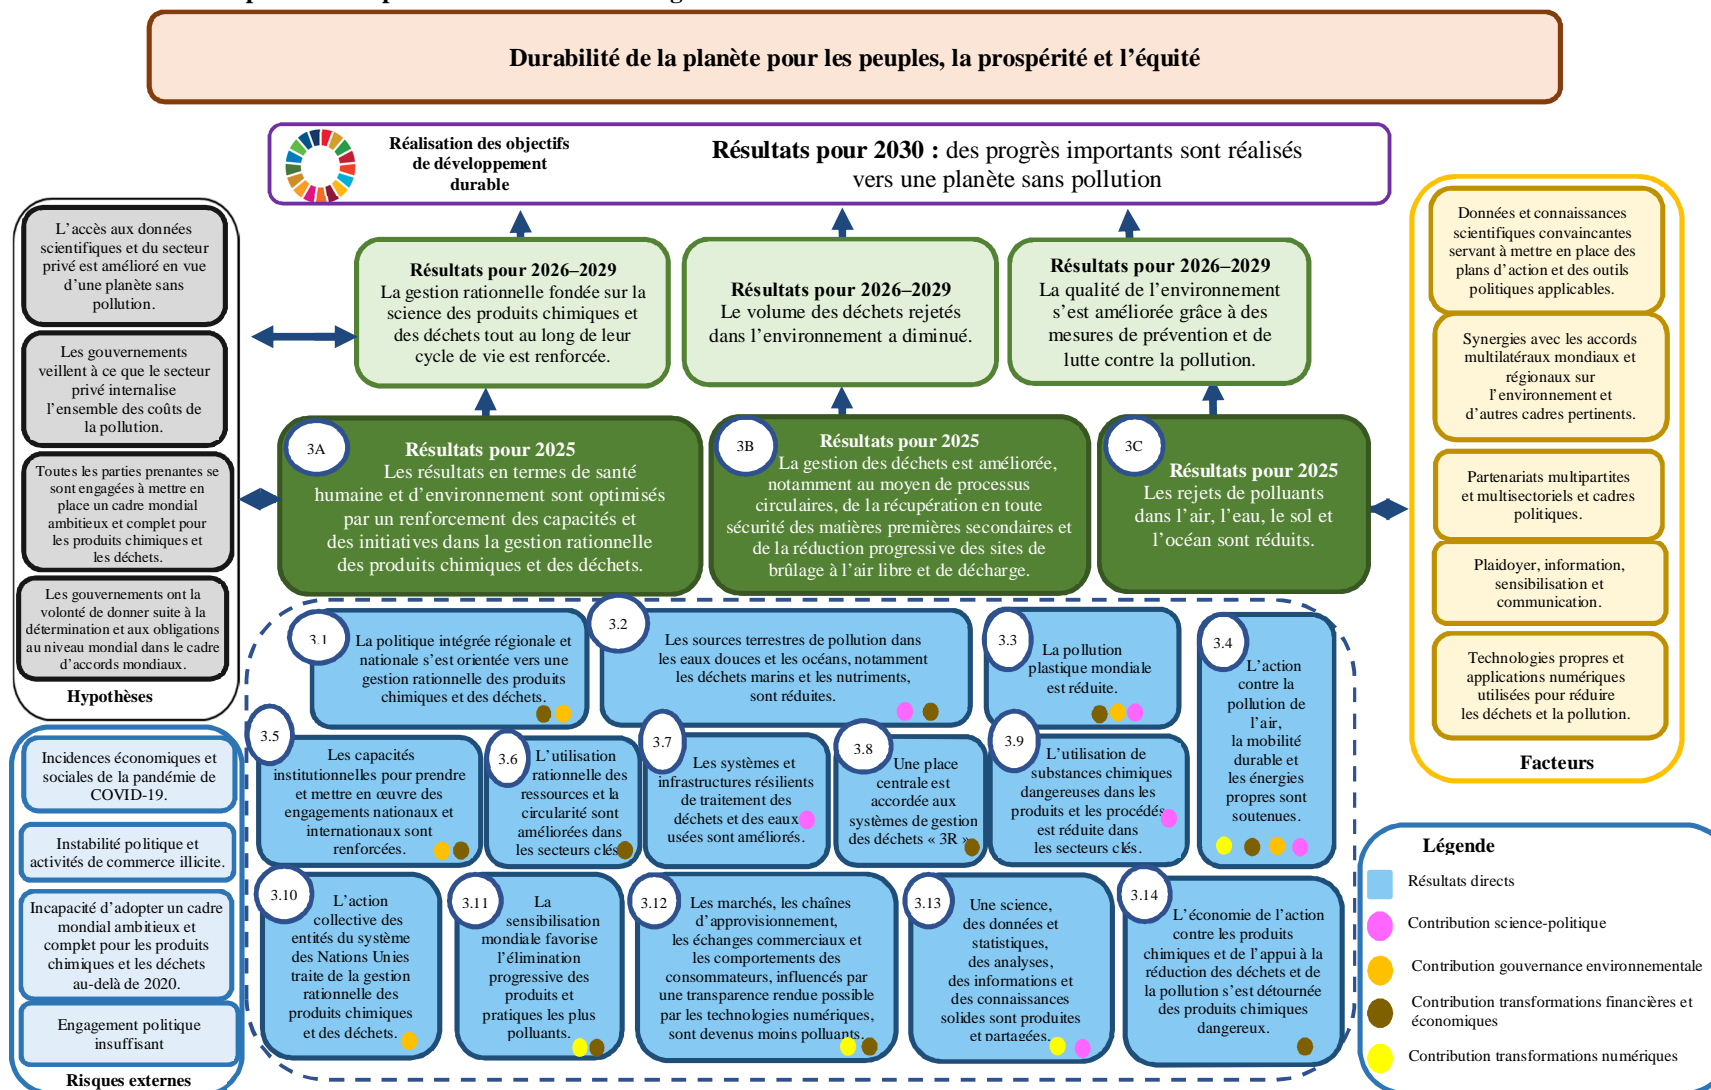 Durabilité de la planète pour les peuples, la prospérité et l’équité
Réalisation des objectifs
de développement
durable
Résultats pour 2030 : des progrès importants sont réalisés
vers une planète sans pollution
L’accès aux données
scientifiques et du secteur
privé est amélioré en vue
d’une planète sans
pollution.
Les gouvernements
veillent à ce que le secteur
privé internalise
l’ensemble des coûts de
la pollution.
Toutes les parties prenantes se
sont engagées à mettre en
place un cadre mondial
ambitieux et complet pour
les produits chimiques et
les déchets.
Les gouvernements ont la
volonté de donner suite à la
détermination et aux obligations
au niveau mondial dans le cadre
d’accords mondiaux.
Hypothèses
Résultats pour 2026–2029
La gestion rationnelle fondée sur la
science des produits chimiques et
des déchets tout au long de leur
cycle de vie est renforcée.
Résultats pour 2026–2029
Le volume des déchets rejetés
dans l’environnement a diminué.
Résultats pour 2026–2029
La qualité de l’environnement
s’est améliorée grâce à des
mesures de prévention et de
lutte contre la pollution.
Données et connaissances
scientifiques convaincantes
servant à mettre en place des
plans d’action et des outils
politiques applicables.
Synergies avec les accords
multilatéraux mondiaux et
régionaux sur
l’environnement et
d’autres cadres pertinents.
Partenariats multipartites
et multisectoriels et cadres
politiques.
Plaidoyer, information,
sensibilisation et
communication.
Technologies propres et
applications numériques
utilisées pour réduire
les déchets et la pollution.
Facteurs
3A
Résultats pour 2025
Les résultats en termes de santé
humaine et d’environnement sont optimisés
par un renforcement des capacités et
des initiatives dans la gestion rationnelle
des produits chimiques et des déchets.
3B
Résultats pour 2025
La gestion des déchets est améliorée,
notamment au moyen de processus
circulaires, de la récupération en toute
sécurité des matières premières secondaires et
de la réduction progressive des sites de
brûlage à l’air libre et de décharge.
3C
Résultats pour 2025
Les rejets de polluants
dans l’air, l’eau, le sol et
l’océan sont réduits.
3.1
La politique intégrée régionale et
nationale s’est orientée vers une
gestion rationnelle des produits
chimiques et des déchets.
3.2
Les sources terrestres de pollution dans
les eaux douces et les océans, notamment
les déchets marins et les nutriments,
sont réduites.
3.3
La pollution
plastique mondiale
est réduite.
3.4
L’action
contre la
pollution de
l’air,
la mobilité
durable et
les énergies
propres sont
soutenues.
3.5
Les capacités
institutionnelles pour prendre
et mettre en œuvre des
engagements nationaux et
internationaux sont
renforcées.
3.6
L’utilisation
rationnelle des
ressources et la
circularité sont
améliorées dans
les secteurs clés
3.7
Les systèmes et
infrastructures résilients
de traitement des
déchets et des eaux
usées sont améliorés.
3.8
Une place
centrale est
accordée aux
systèmes de gestion
des déchets « 3R »
3.9
L’utilisation de
substances chimiques
dangereuses dans les
produits et les procédés
est réduite dans
les secteurs clés.
3.10
L’action
collective des
entités du système
des Nations Unies
traite de la gestion
rationnelle des
produits chimiques
et des déchets.
3.11
La
sensibilisation
mondiale favorise
l’élimination
progressive des
produits et
pratiques les plus
polluants.
3.12
Les marchés, les chaînes
d’approvisionnement,
les échanges commerciaux et
les comportements des
consommateurs, influencés par
une transparence rendue possible
par les technologies numériques,
sont devenus moins polluants.
3.13
Une science,
des données et
statistiques,
des analyses,
des informations et
des connaissances
solides sont produites
et partagées.
3.14
L’économie de l’action
contre les produits
chimiques et de l’appui à la
réduction des déchets et de
la pollution s’est détournée
des produits chimiques
dangereux.
Incidences économiques et
sociales de la pandémie de
COVID-19.
Instabilité politique et
activités de commerce illicite.
Incapacité d’adopter un cadre
mondial ambitieux et
complet pour les produits
chimiques et les déchets
au-delà de 2020.
Engagement politique
insuffisant
Risques externes
Légende
Résultats directs
Contribution science-politique
Contribution gouvernance environnementale
Contribution transformations financières et
économiques
Contribution transformations numériques